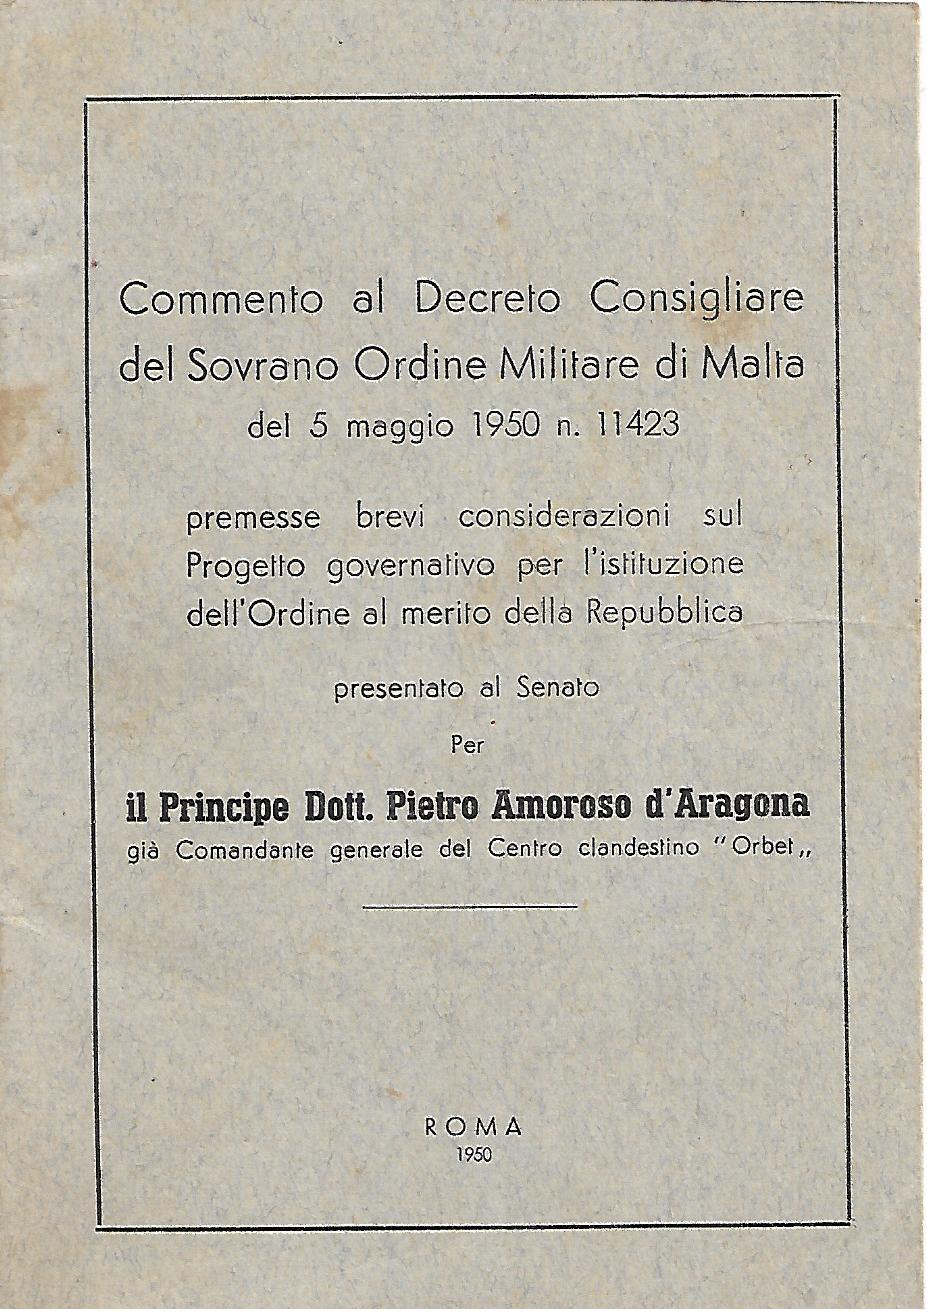 Commento al Decreto Consigliare
del Sovrano Ordine Militare di Malta
del 5 maggio 1950 n. 11423
premesse brevi considerazioni sul
Progetto governativo per l'istituzione
dell'Ordine al merito della Repubblica
presentato al Senato
Per
il Principe Dott. Pietro Amoroso d'Aragona
già Comandante generale del Centro clandestino "Orbet„
ROMA
1950